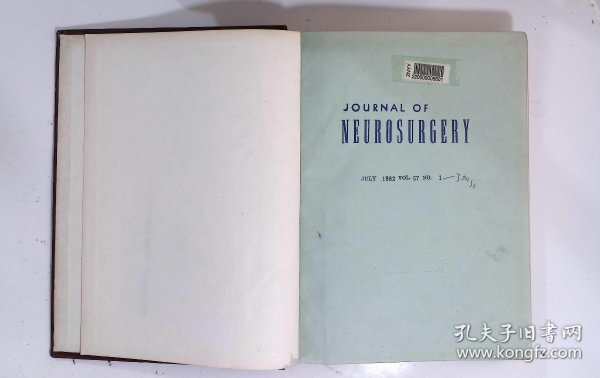 JOURNAL OF
NEUROSURGERY
JULY 1982 VOL. 57 NO. 1
孔夫子旧书网
www.kongfz.com